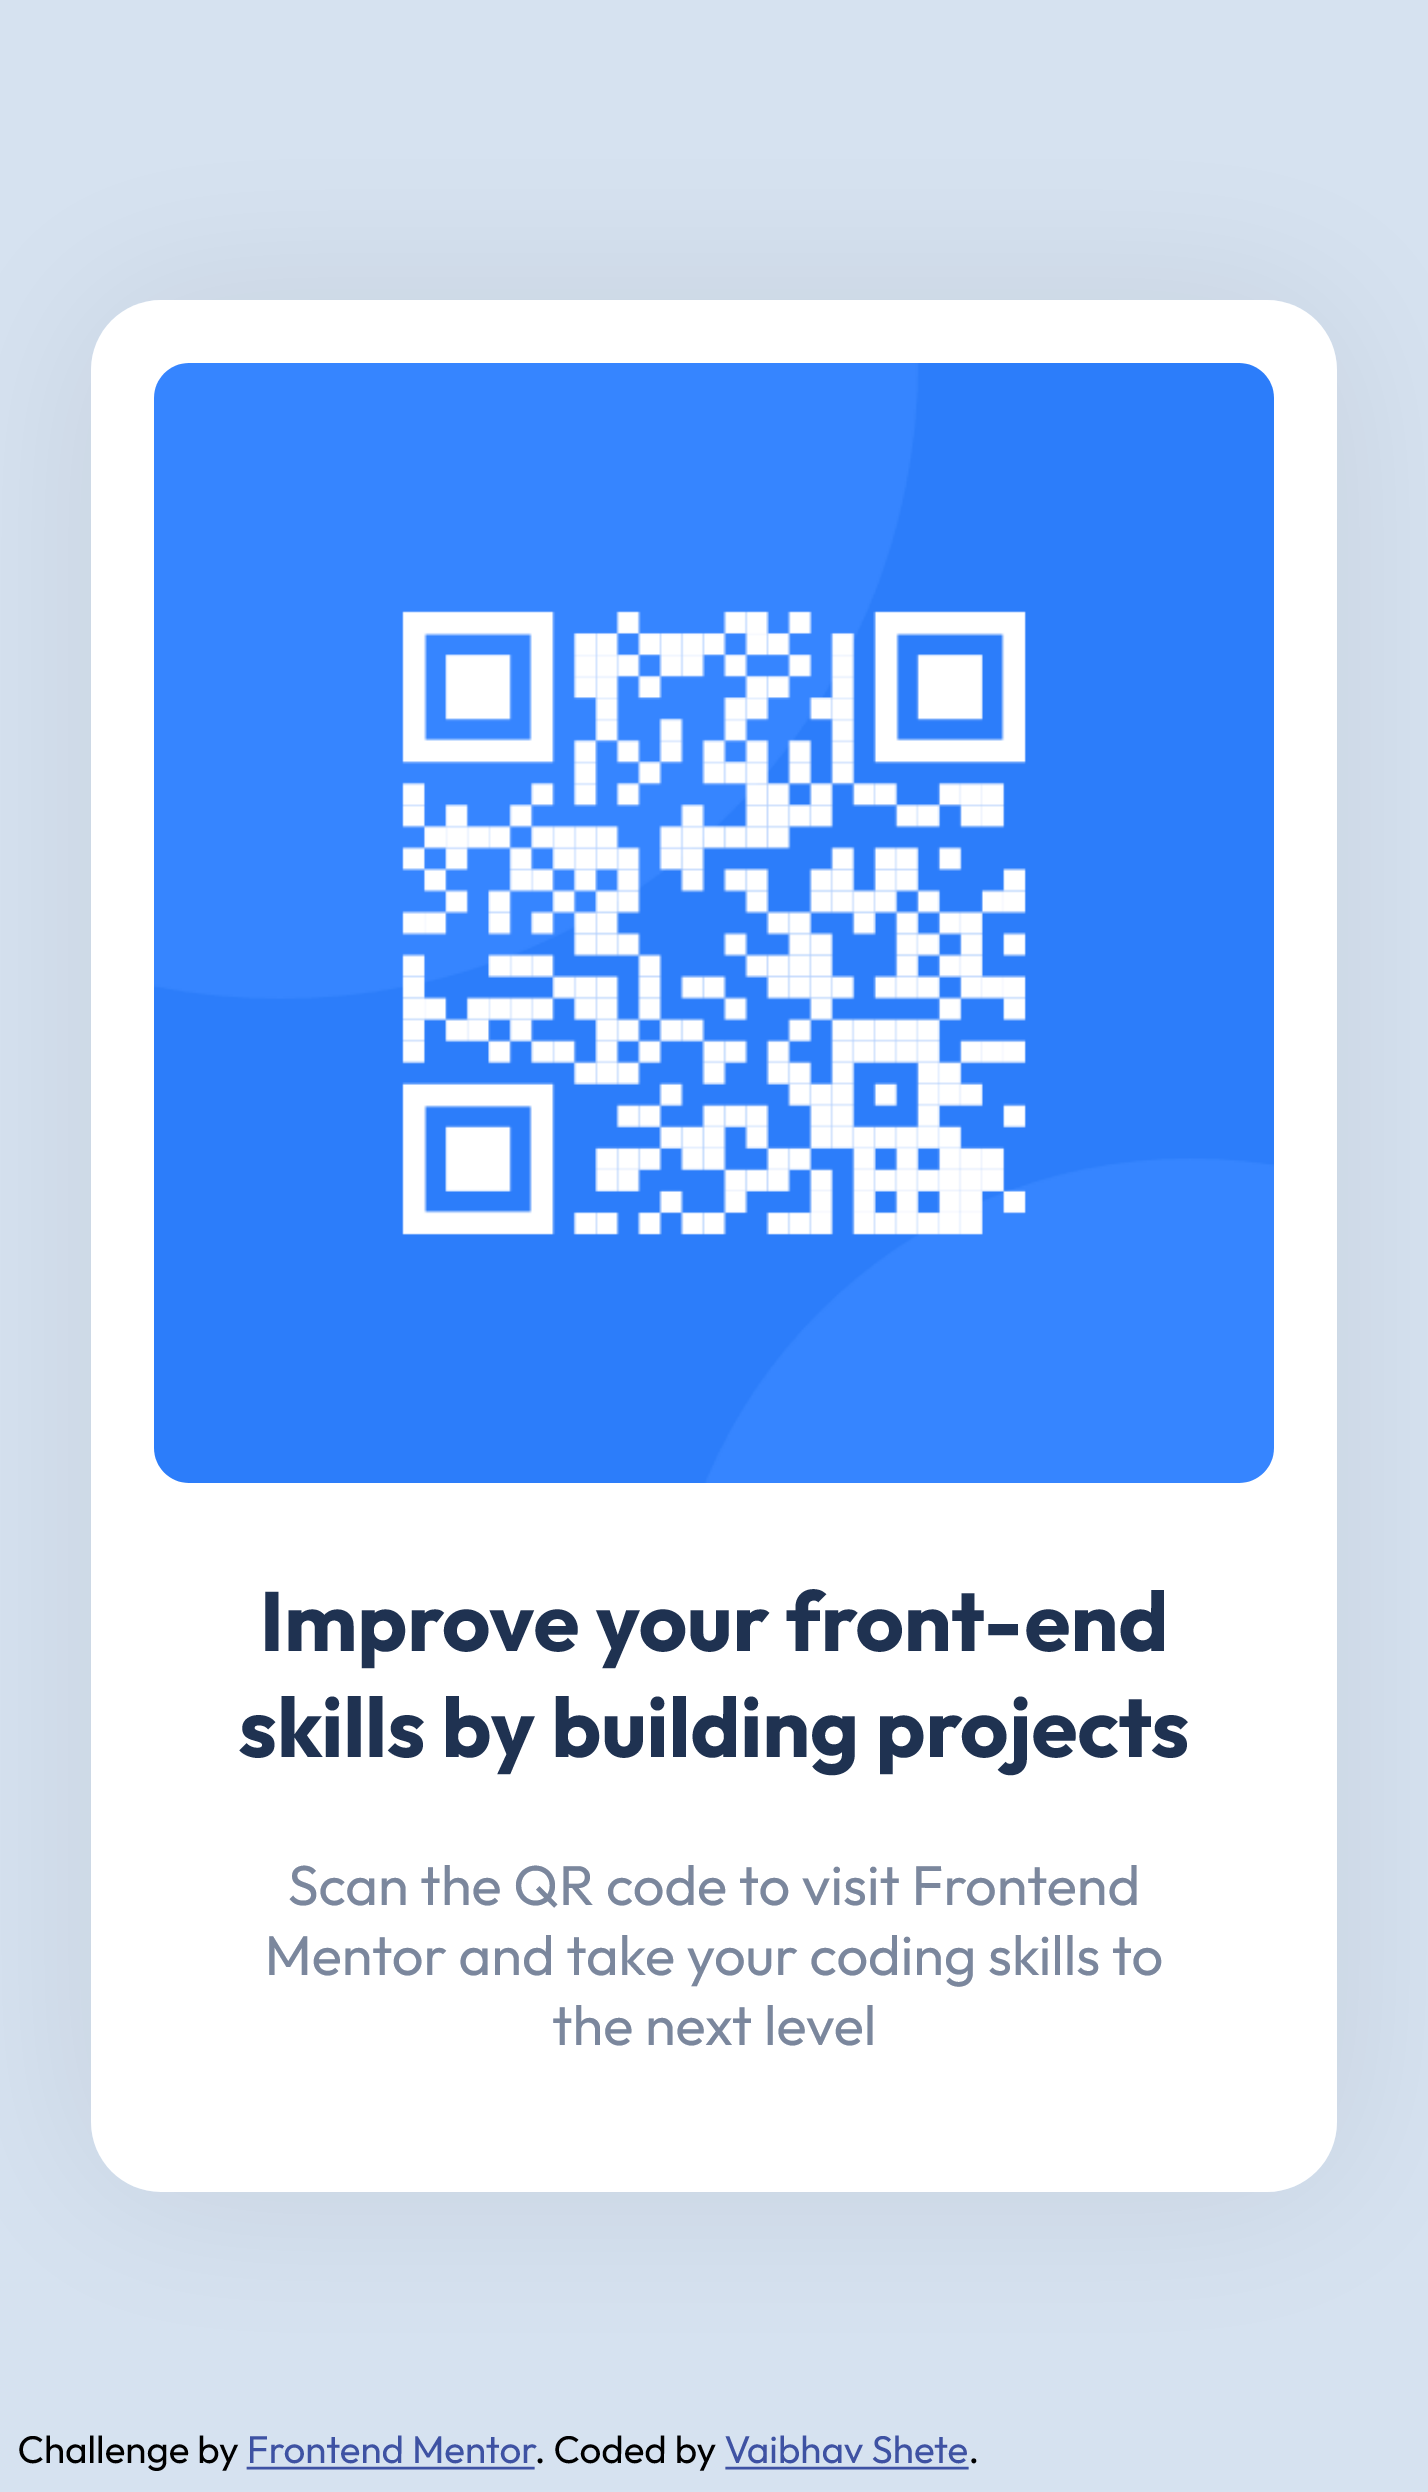 Improve your front-end
skills by building projects
Scan the QR code to visit Frontend
Mentor and take your coding skills to
the next level
Challenge by Frontend Mentor. Coded by Vaibhav Shete.